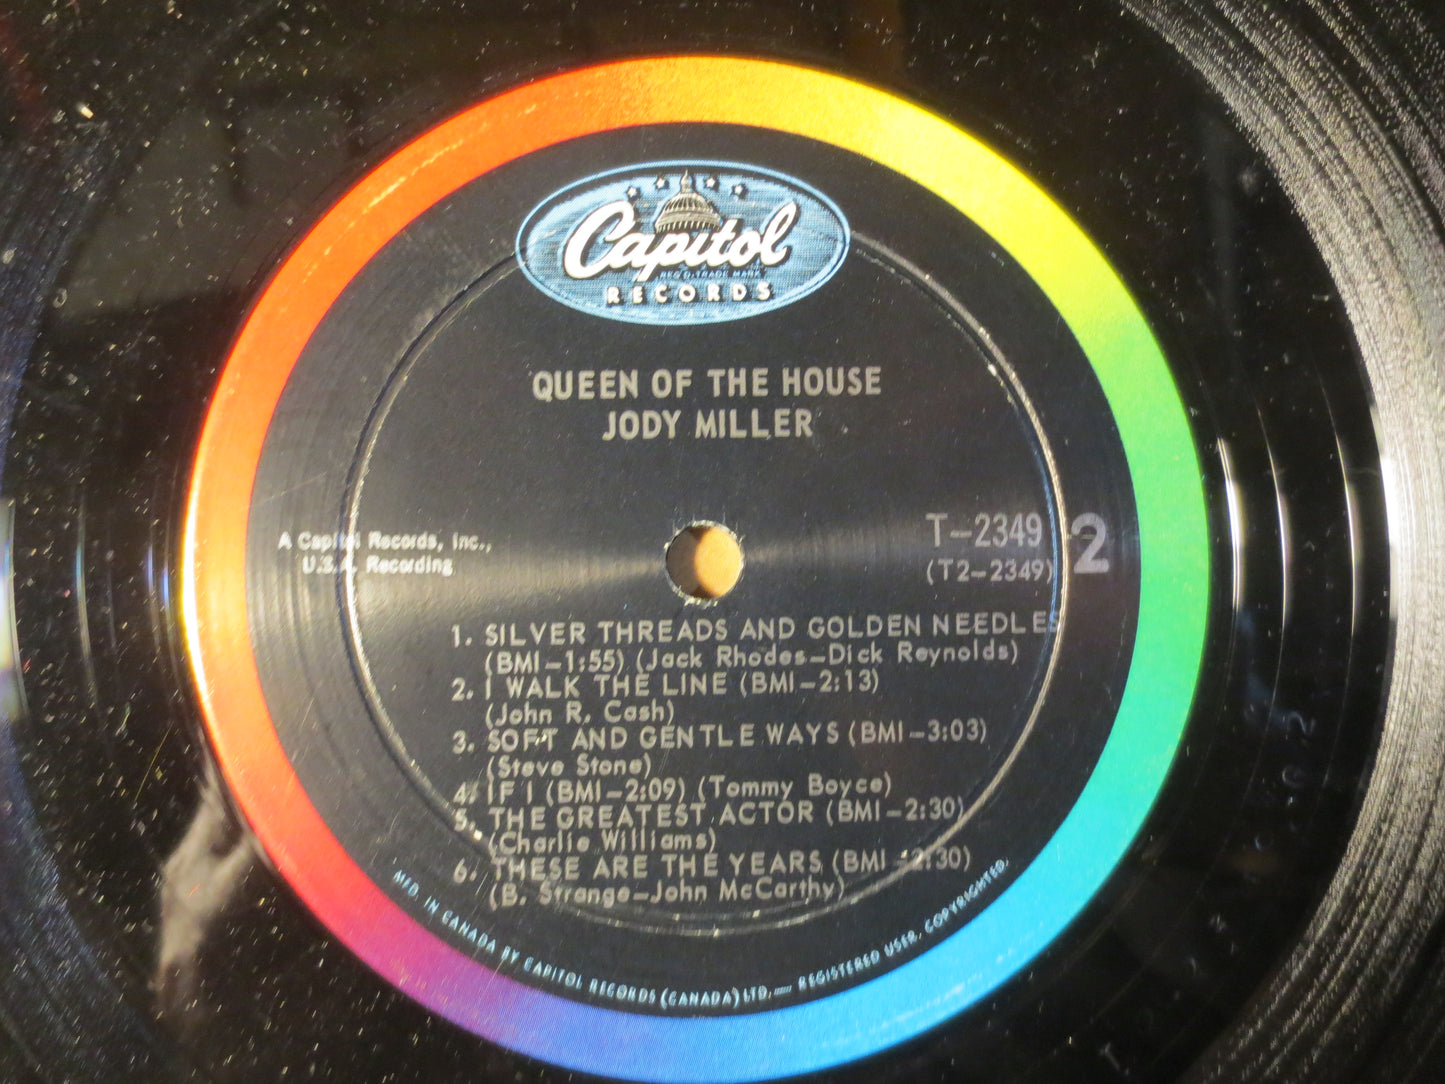 Capitol
REG'D. TRADE MARK
RECORDS
QUEEN OF THE HOUSE
JODY MILLER
A Capitol Records, Inc.,
U.S.A. Recording
T-2349
(T2-2349)
2
1. SILVER THREADS AND GOLDEN NEEDLES
(BMI-1:55) (Jack Rhodes-Dick Reynolds)
2. I WALK THE LINE (BMI-2:13)
(John R. Cash)
3. SOFT AND GENTLE WAYS (BMI-3:03)
(Steve Stone)
4. IF I (BMI-2:09) (Tommy Boyce)
5. THE GREATEST ACTOR (BMI-2:30)
(Charlie Williams)
6. THESE ARE THE YEARS (BMI-2:30)
(B. Strange-John McCarthy)
MFD. IN CANADA BY CAPITOL RECORDS (CANADA) LTD. — REGISTERED USER. COPYRIGHTED.